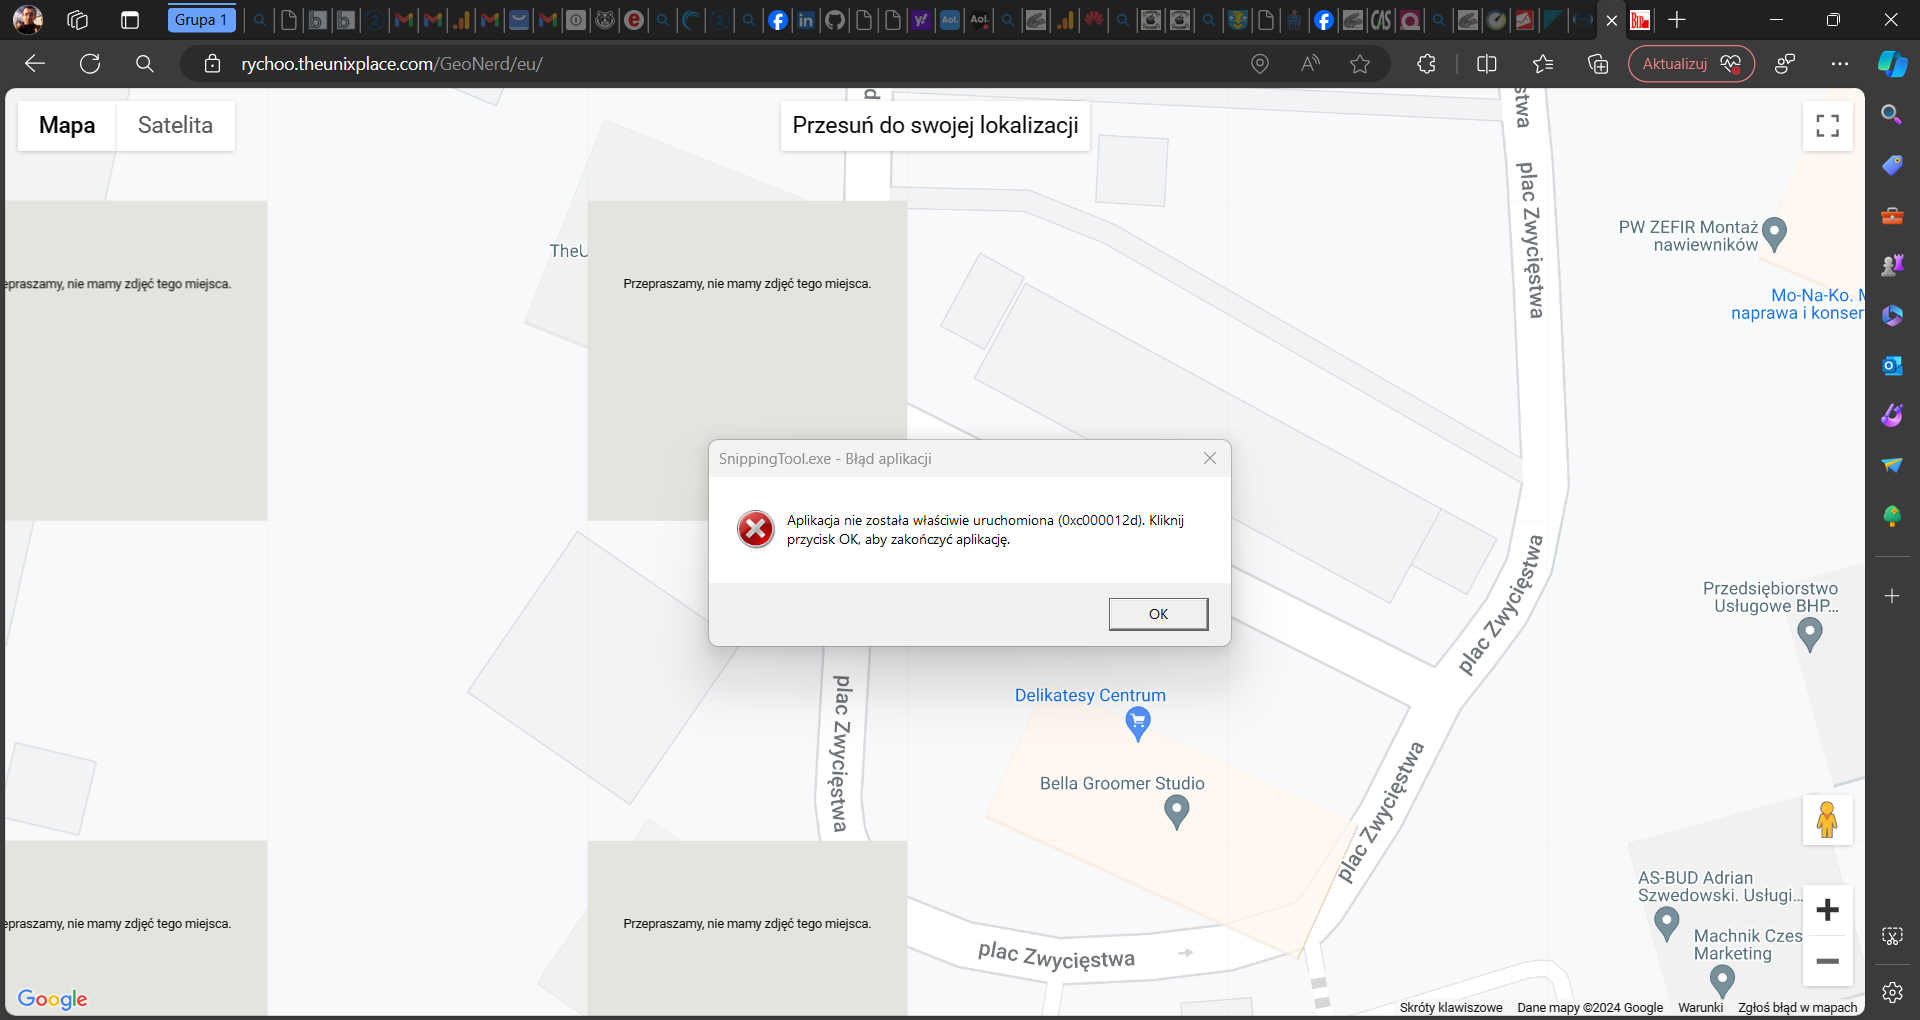 Grupa 1
rychoo.theunixplace.com/GeoNerd/eu/
Aktualizuj
Mapa
Satelita
Przesuń do swojej lokalizacji
plac Zwycięstwa
PW ZEFIR Montaż
nawiewników
Mo-Na-Ko.
naprawa i konser
TheU
praszamy, nie mamy zdjęć tego miejsca.
Przepraszamy, nie mamy zdjęć tego miejsca.
SnippingTool.exe - Błąd aplikacji
Aplikacja nie została właściwie uruchomiona (0xc000012d). Kliknij
przycisk OK, aby zakończyć aplikację.
OK
plac Zwycięstwa
Przedsiębiorstwo
Usługowe BHP...
Delikatesy Centrum
plac Zwycięstwa
Bella Groomer Studio
plac Zwycięstwa
AS-BUD Adrian
Szwedowski. Usługi...
praszamy, nie mamy zdjęć tego miejsca.
Przepraszamy, nie mamy zdjęć tego miejsca.
plac Zwycięstwa
Machnik Czes
Marketing
Google
Skróty klawiszowe
Dane mapy ©2024 Google
Warunki
Zgłoś błąd w mapach